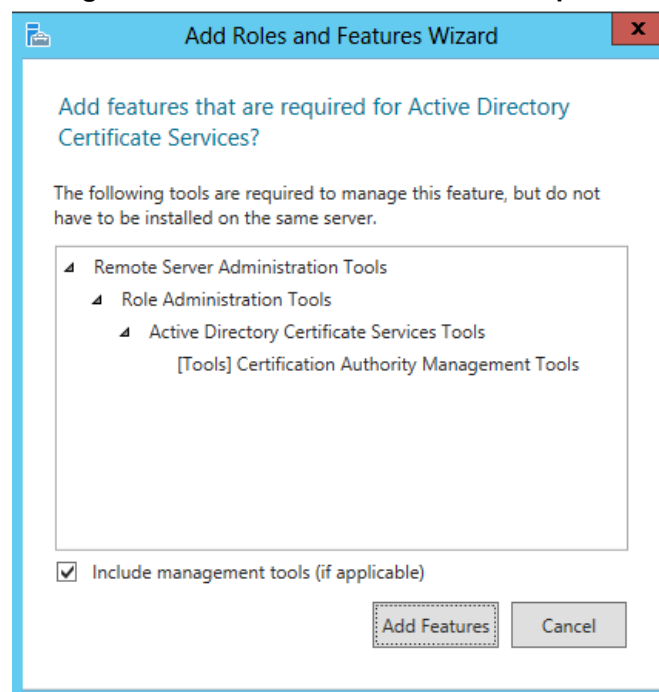 Add Roles and Features Wizard
x
Add features that are required for Active Directory
Certificate Services?
The following tools are required to manage this feature, but do not
have to be installed on the same server.
Remote Server Administration Tools
Role Administration Tools
Active Directory Certificate Services Tools
[Tools] Certification Authority Management Tools
Include management tools (if applicable)
Add Features
Cancel